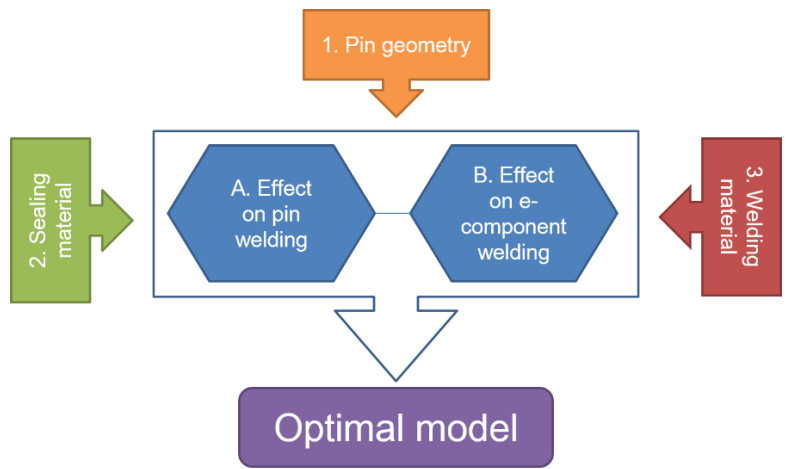 1. Pin geometry
2. Sealing
material
A. Effect
on pin
welding
B. Effect
on e-
component
welding
3. Welding
material
Optimal model